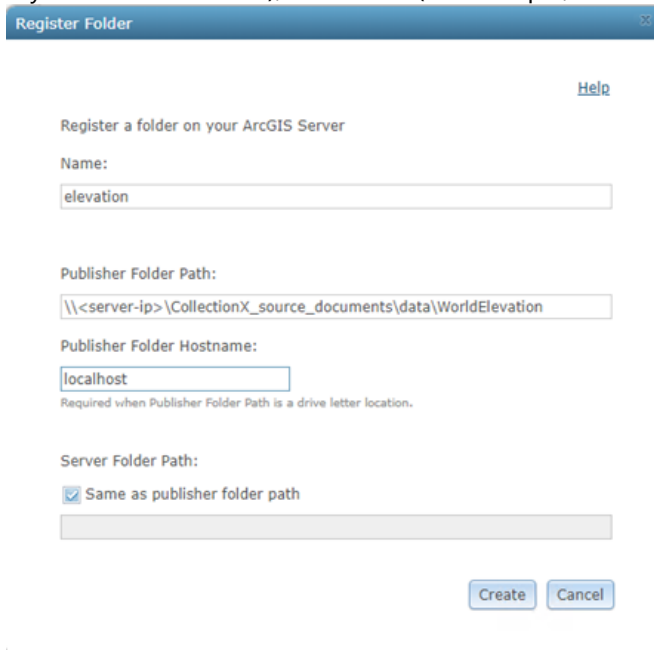 Register Folder
Help
Register a folder on your ArcGIS Server
Name:
elevation
Publisher Folder Path:
\\<server-ip>\CollectionX_source_documents\data\WorldElevation
Publisher Folder Hostname:
localhost
Required when Publisher Folder Path is a drive letter location.
Server Folder Path:
Same as publisher folder path
Create Cancel